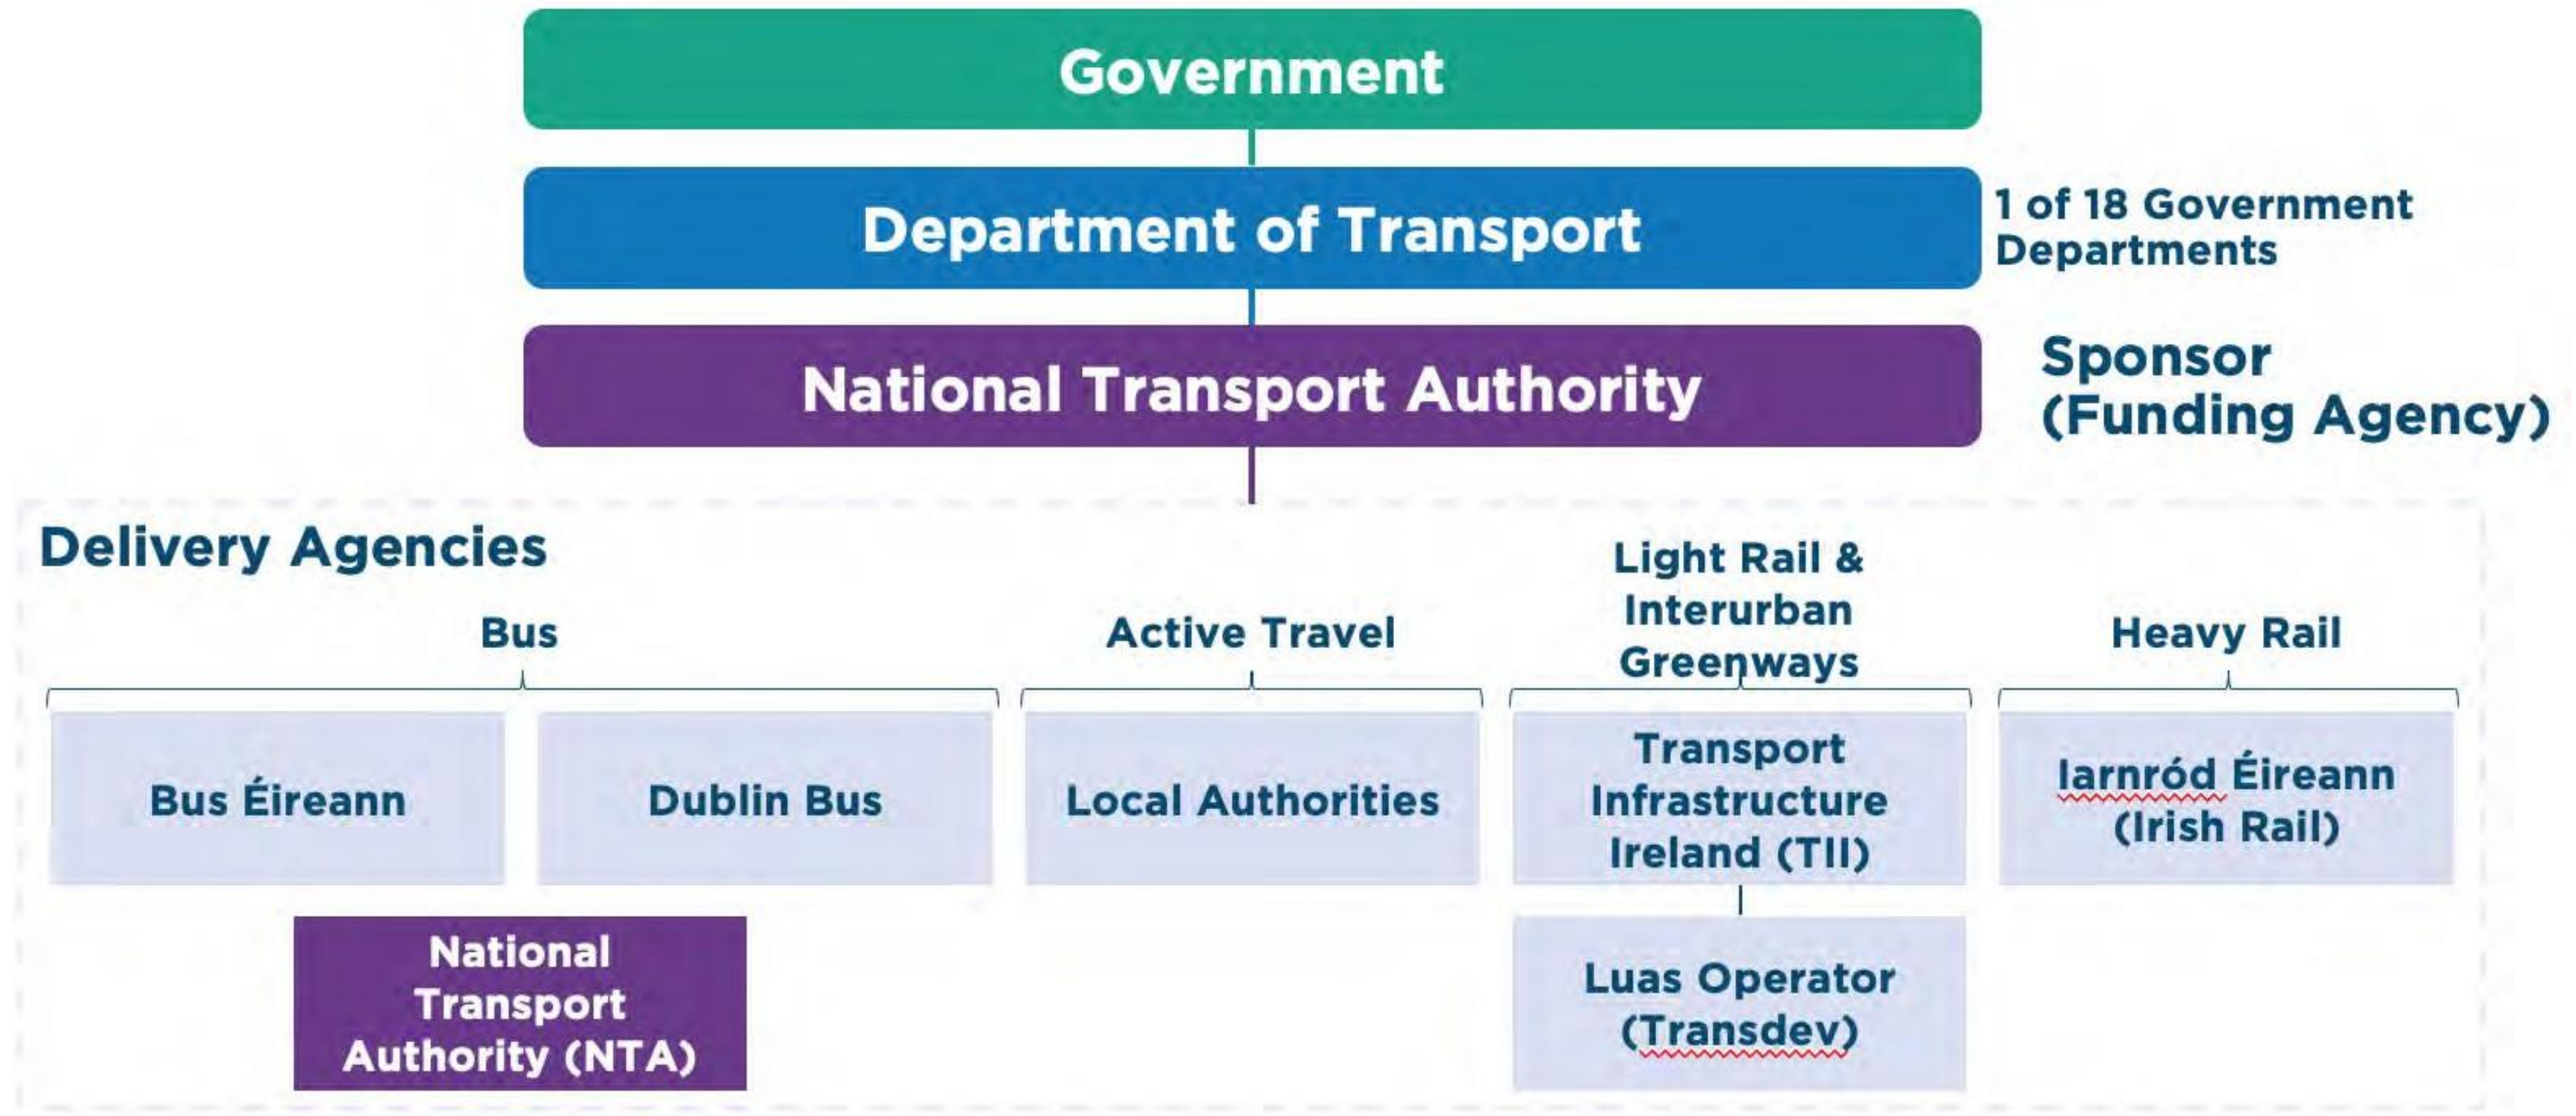 Government
Department of Transport
1 of 18 Government
Departments
National Transport Authority
Sponsor
(Funding Agency)
Delivery Agencies
Bus
Active Travel
Light Rail &
Interurban
Greenways
Heavy Rail
Bus Éireann
Dublin Bus
Local Authorities
Transport
Infrastructure
Ireland (TII)
Iarnród Éireann
(Irish Rail)
National
Transport
Authority (NTA)
Luas Operator
(Transdev)